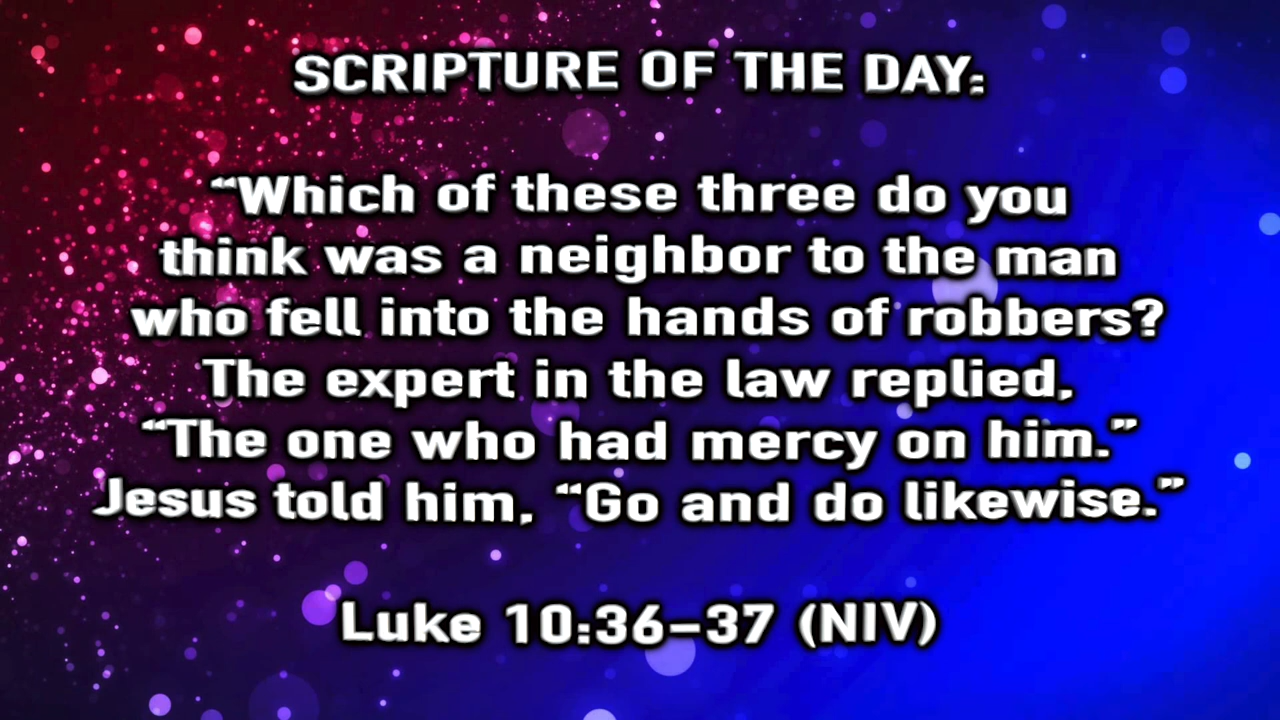 SCRIPTURE OF THE DAY:
“Which of these three do you
think was a neighbor to the man
who fell into the hands of robbers?
The expert in the law replied,
“The one who had mercy on him.”
Jesus told him, “Go and do likewise.”
Luke 10:36–37 (NIV)